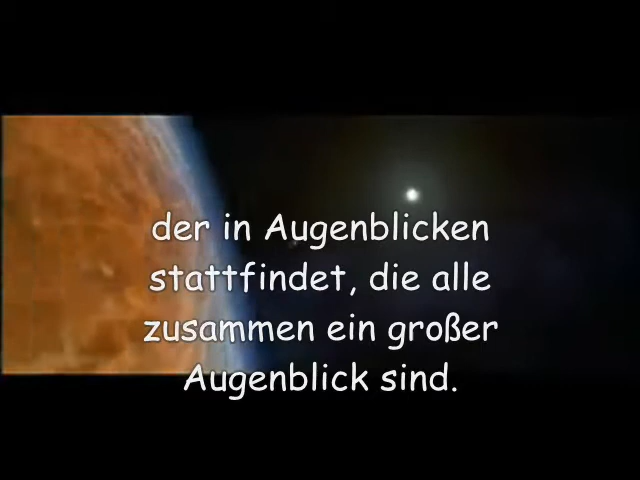 der in Augenblicken
stattfindet, die alle
zusammen ein großer
Augenblick sind.